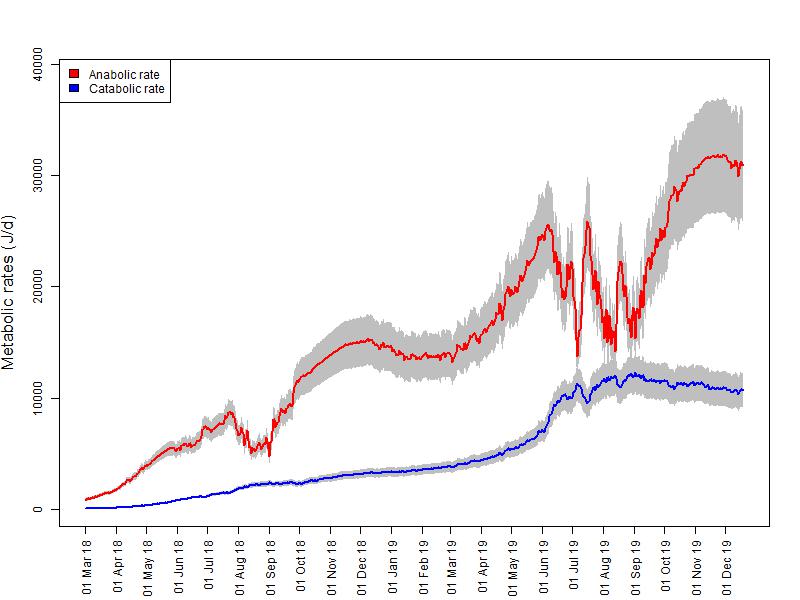 Anabolic rate
Catabolic rate
Metabolic rates (J/d)
40000
30000
20000
10000
0
01 Mar 18
01 Apr 18
01 May 18
01 Jun 18
01 Jul 18
01 Aug 18
01 Sep 18
01 Oct 18
01 Nov 18
01 Dec 18
01 Jan 19
01 Feb 19
01 Mar 19
01 Apr 19
01 May 19
01 Jun 19
01 Jul 19
01 Aug 19
01 Sep 19
01 Oct 19
01 Nov 19
01 Dec 19